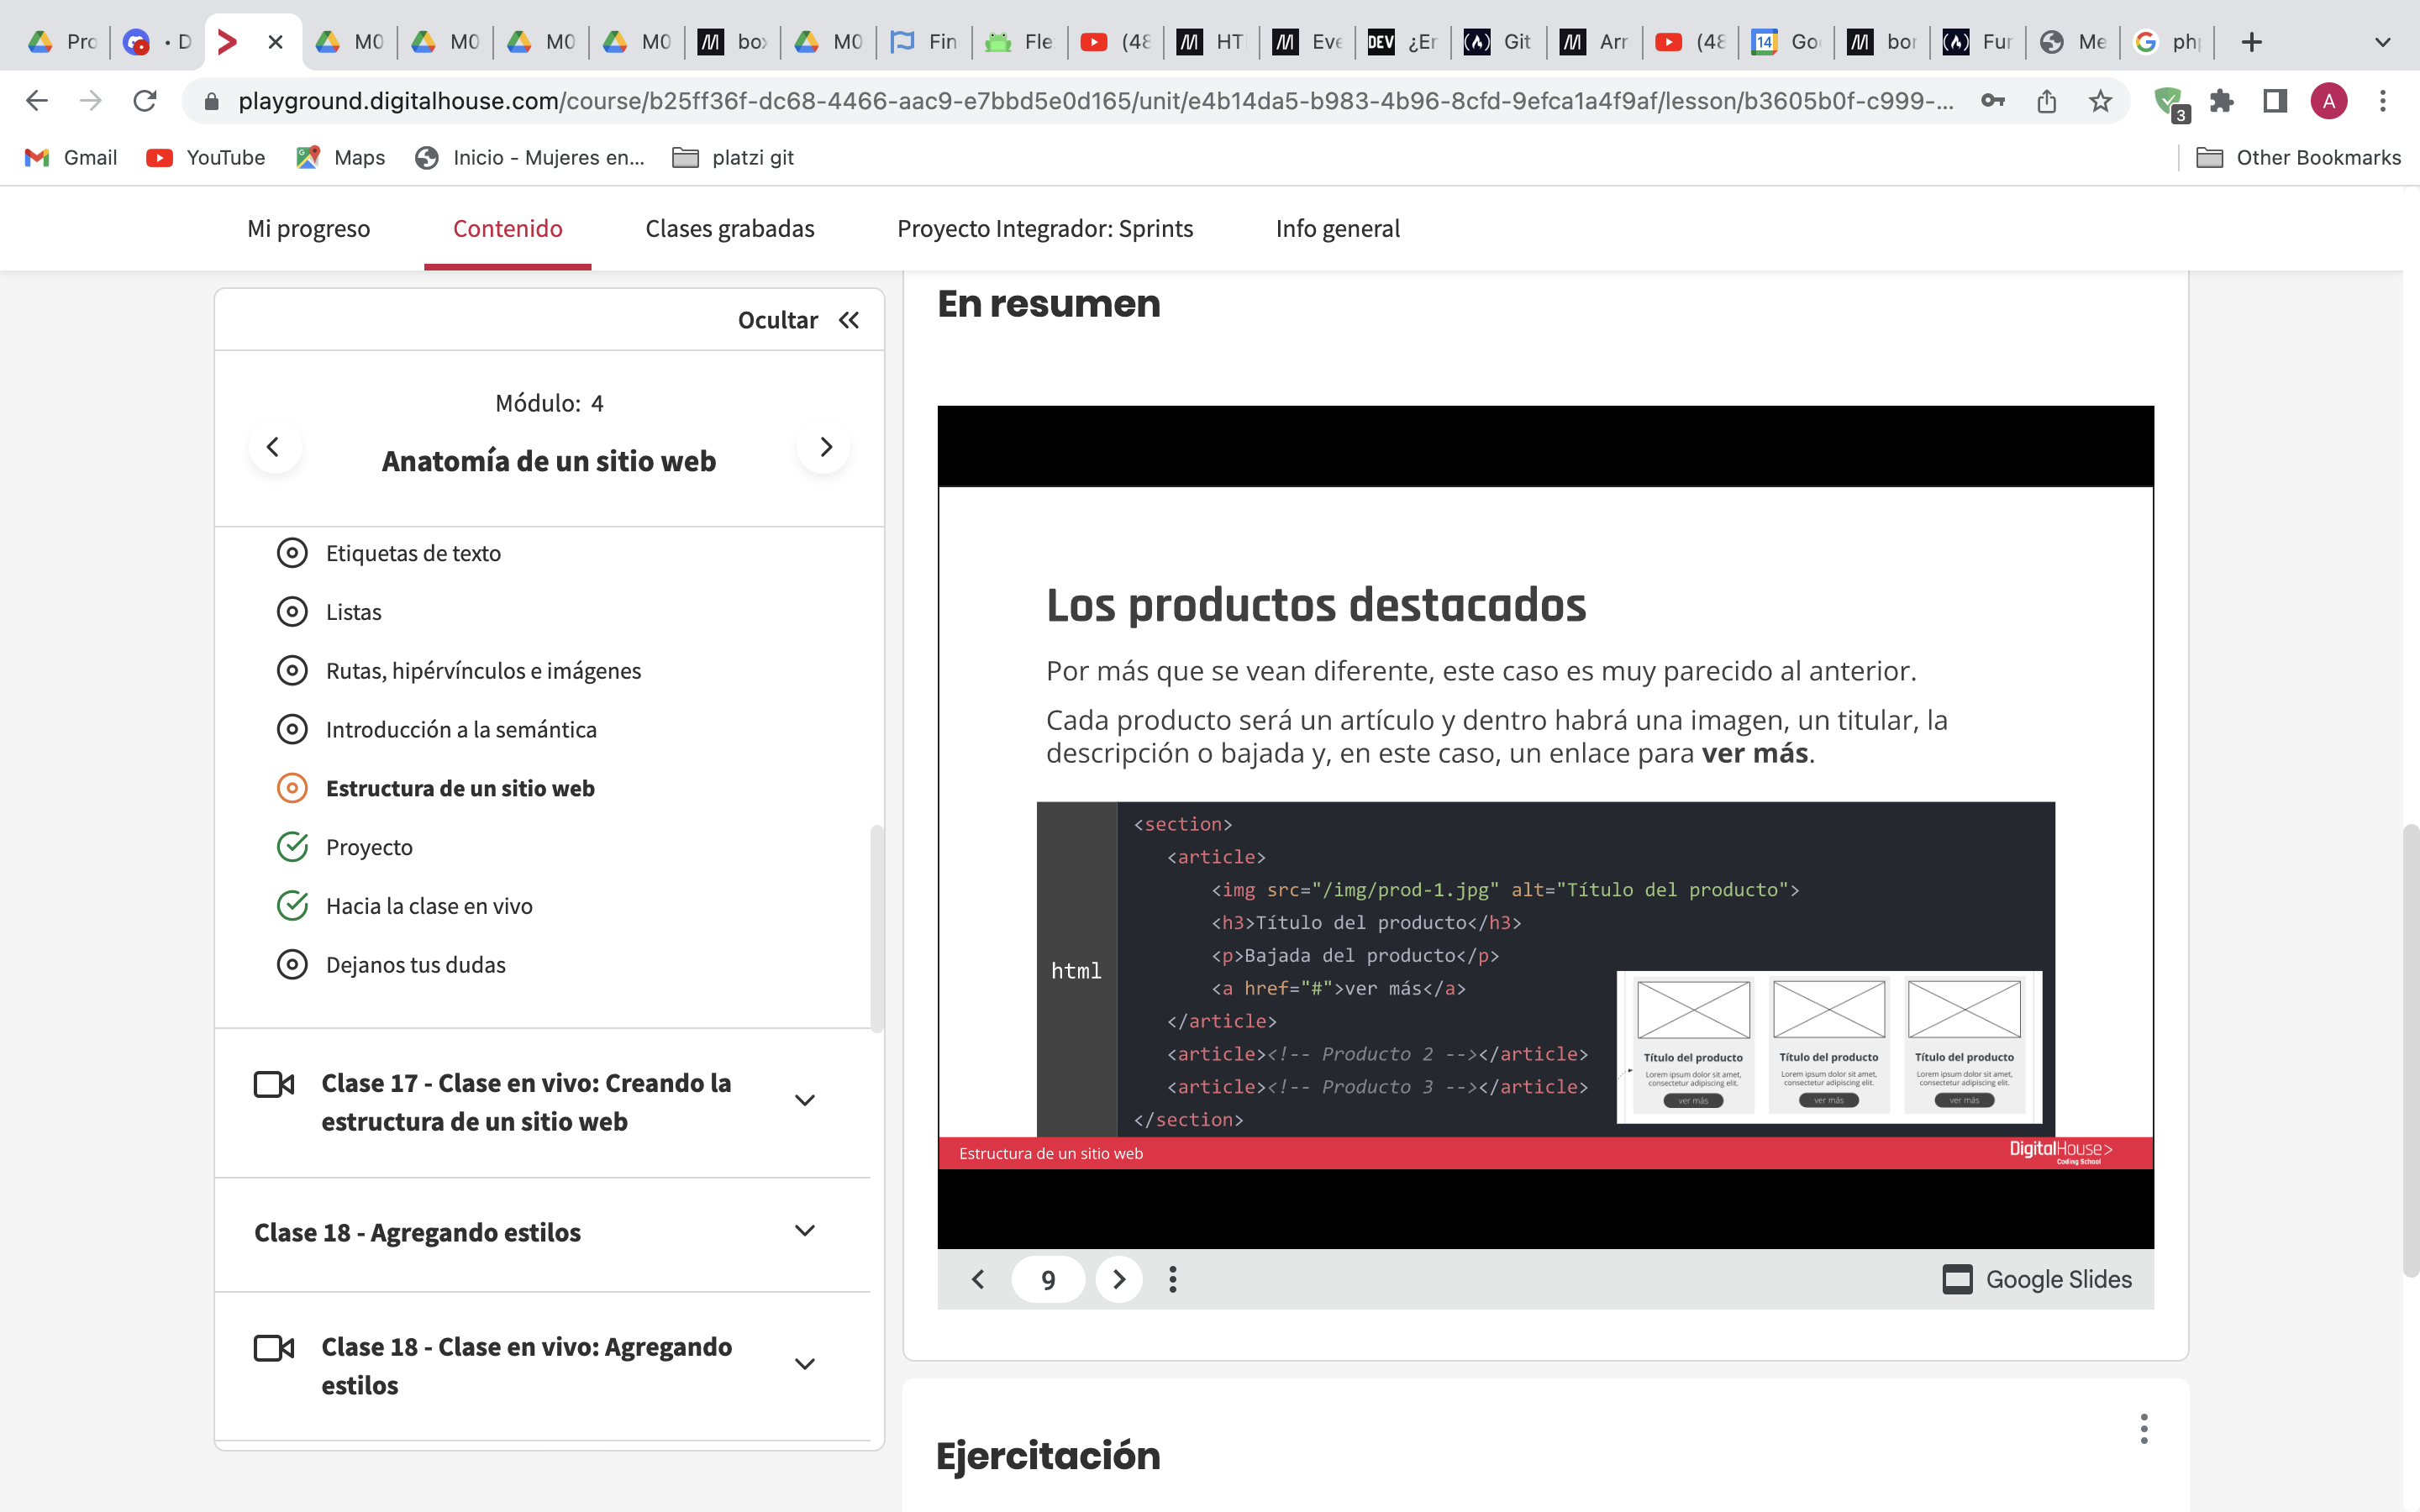 Pro
D
M0
M0
M0
M0
box
M0
Fin
Fle
(48
HT
Eve
DEV
¿Er
Git
Arr
(48
14
Go
bor
Fur
Me
ph
playground.digitalhouse.com/course/b25ff36f-dc68-4466-aac9-e7bbd5e0d165/unit/e4b14da5-b983-4b96-8cfd-9efca1a4f9af/lesson/b3605b0f-c999-...
3
A
Gmail
YouTube
Maps
Inicio - Mujeres en...
platzi git
Other Bookmarks
Mi progreso
Contenido
Clases grabadas
Proyecto Integrador: Sprints
Info general
Ocultar
Módulo: 4
Anatomía de un sitio web
Etiquetas de texto
Listas
Rutas, hipérvínculos e imágenes
Introducción a la semántica
Estructura de un sitio web
Proyecto
Hacia la clase en vivo
Dejanos tus dudas
Clase 17 - Clase en vivo: Creando la
estructura de un sitio web
Clase 18 - Agregando estilos
Clase 18 - Clase en vivo: Agregando
estilos
En resumen
Los productos destacados
Por más que se vean diferente, este caso es muy parecido al anterior.
Cada producto será un artículo y dentro habrá una imagen, un titular, la
descripción o bajada y, en este caso, un enlace para ver más.
html
<section>
<article>
<img src="/img/prod-1.jpg" alt="Título del producto">
<h3>Título del producto</h3>
<p>Bajada del producto</p>
<a href="#">ver más</a>
</article>
<article><!-- Producto 2 --></article>
<article><!-- Producto 3 --></article>
</section>
Título del producto
Lorem ipsum dolor sit amet,
consectetur adipiscing elit.
ver más
Título del producto
Lorem ipsum dolor sit amet,
consectetur adipiscing elit.
ver más
Título del producto
Lorem ipsum dolor sit amet,
consectetur adipiscing elit.
ver más
Estructura de un sitio web
DigitalHouse>
Coding School
9
Google Slides
Ejercitación